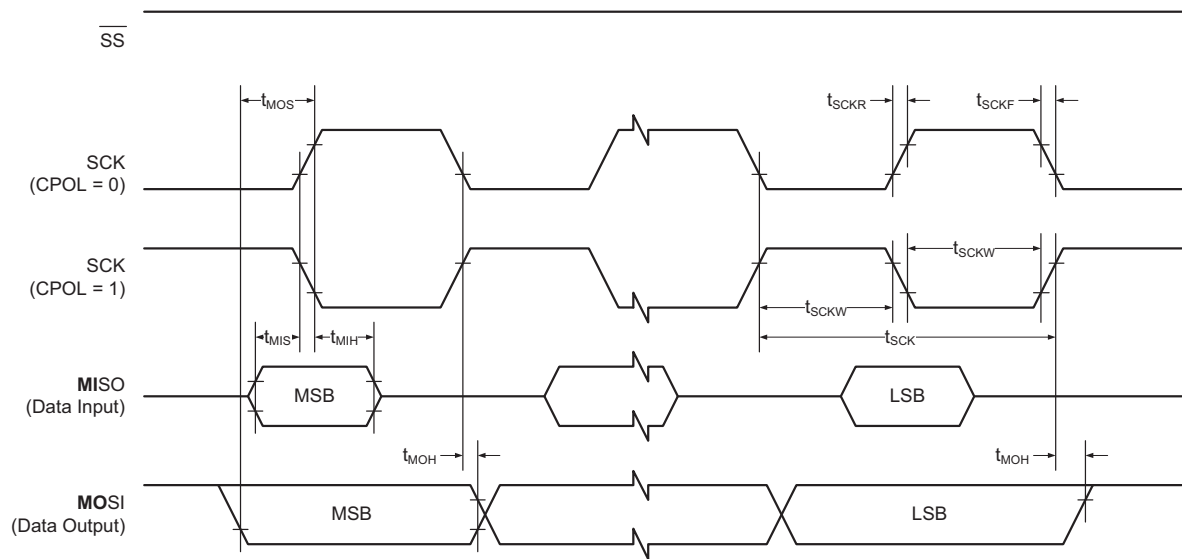 SS
tMOS
tSCKR
tSCKF
SCK
(CPOL = 0)
SCK
(CPOL = 1)
tSCKW
tSCKW
tSCK
tMIS
tMIH
MISO
(Data Input)
MSB
LSB
tMOH
tMOH
MOSI
(Data Output)
MSB
LSB